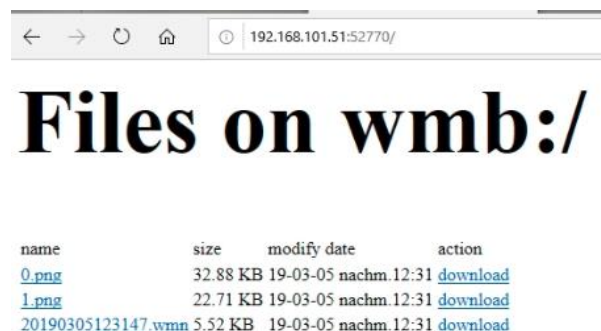 192.168.101.51:52770/
Files on wmb:/
name size modify date action
0.png 32.88 KB 19-03-05 nachm.12:31 download
1.png 22.71 KB 19-03-05 nachm.12:31 download
20190305123147.wmn 5.52 KB 19-03-05 nachm.12:31 download